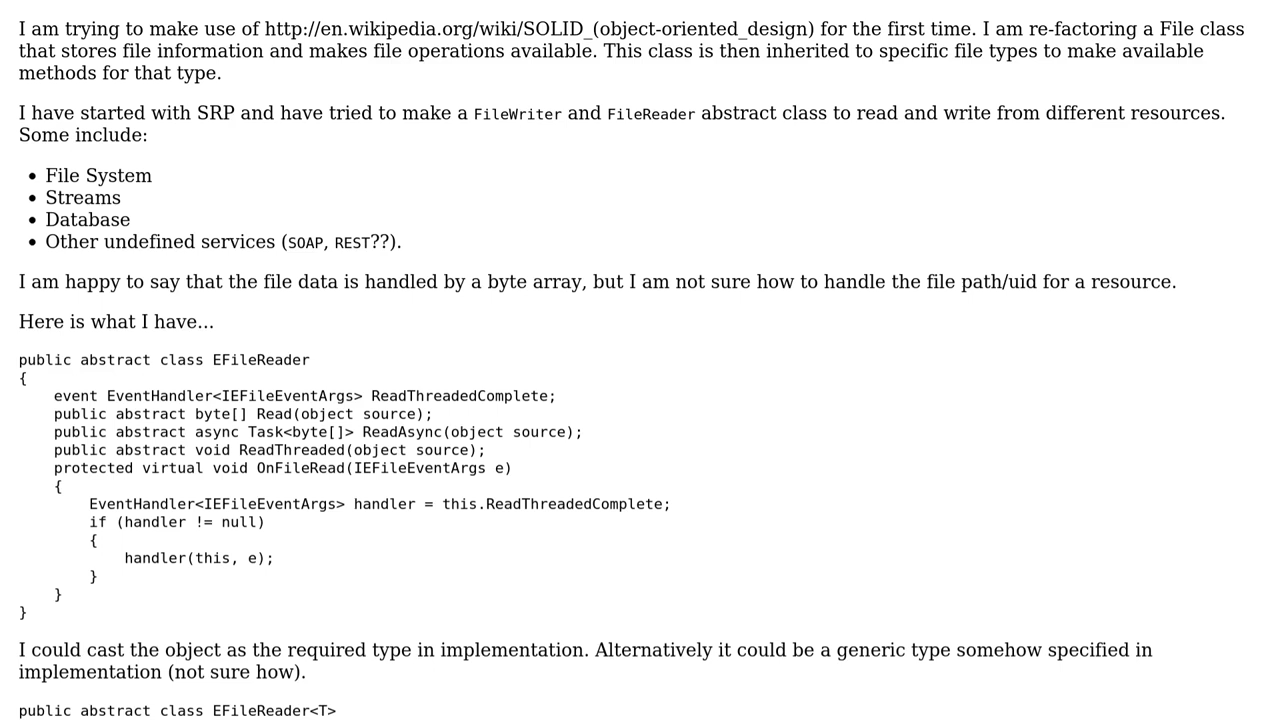 I am trying to make use of http://en.wikipedia.org/wiki/SOLID_(object-oriented_design) for the first time. I am re-factoring a File class
that stores file information and makes file operations available. This class is then inherited to specific file types to make available
methods for that type.
I have started with SRP and have tried to make a FileWriter and FileReader abstract class to read and write from different resources.
Some include:
• File System
• Streams
• Database
• Other undefined services (SOAP, REST??).
I am happy to say that the file data is handled by a byte array, but I am not sure how to handle the file path/uid for a resource.
Here is what I have...
public abstract class EFileReader
{
    event EventHandler<IEFileEventArgs> ReadThreadedComplete;
    public abstract byte[] Read(object source);
    public abstract async Task<byte[]> ReadAsync(object source);
    public abstract void ReadThreaded(object source);
    protected virtual void OnFileRead(IEFileEventArgs e)
    {
        EventHandler<IEFileEventArgs> handler = this.ReadThreadedComplete;
        if (handler != null)
        {
            handler(this, e);
        }
    }
}
I could cast the object as the required type in implementation. Alternatively it could be a generic type somehow specified in
implementation (not sure how).
public abstract class EFileReader<T>